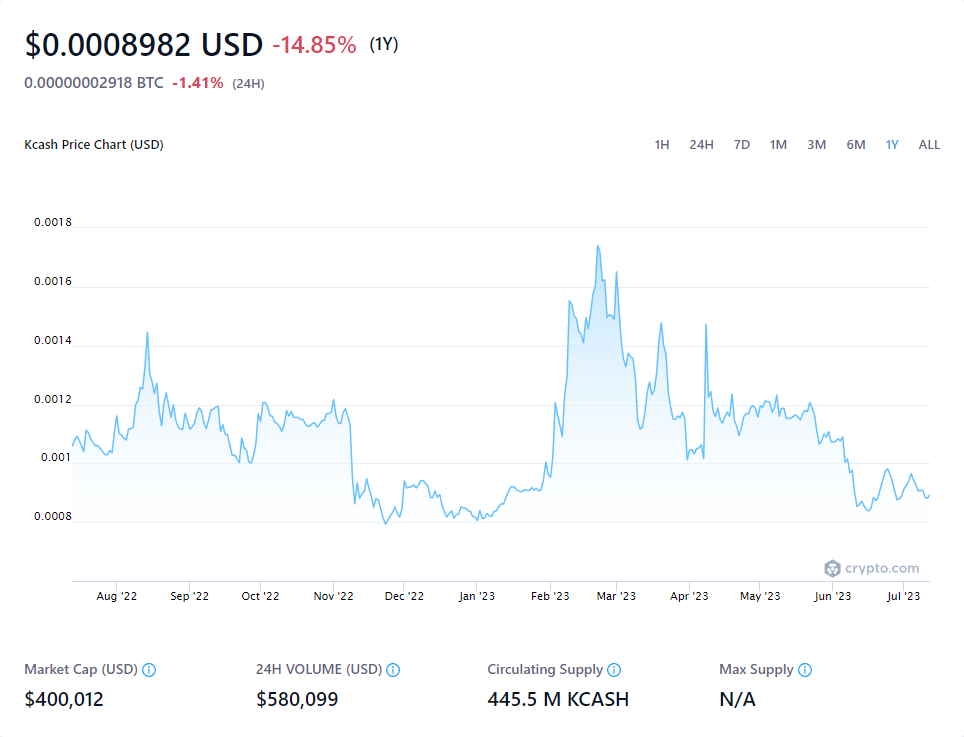 $0.0008982 USD -14.85% (1Y)
0.00000002918 BTC -1.41% (24H)
Kcash Price Chart (USD) 1H 24H 7D 1M 3M 6M 1Y ALL
0.0018
0.0016
0.0014
0.0012
0.001
0.0008
crypto.com
Aug '22 Sep '22 Oct '22 Nov '22 Dec '22 Jan '23 Feb '23 Mar '23 Apr '23 May '23 Jun '23 Jul '23
Market Cap (USD) 24H VOLUME (USD) Circulating Supply Max Supply
$400,012 $580,099 445.5 M KCASH N/A